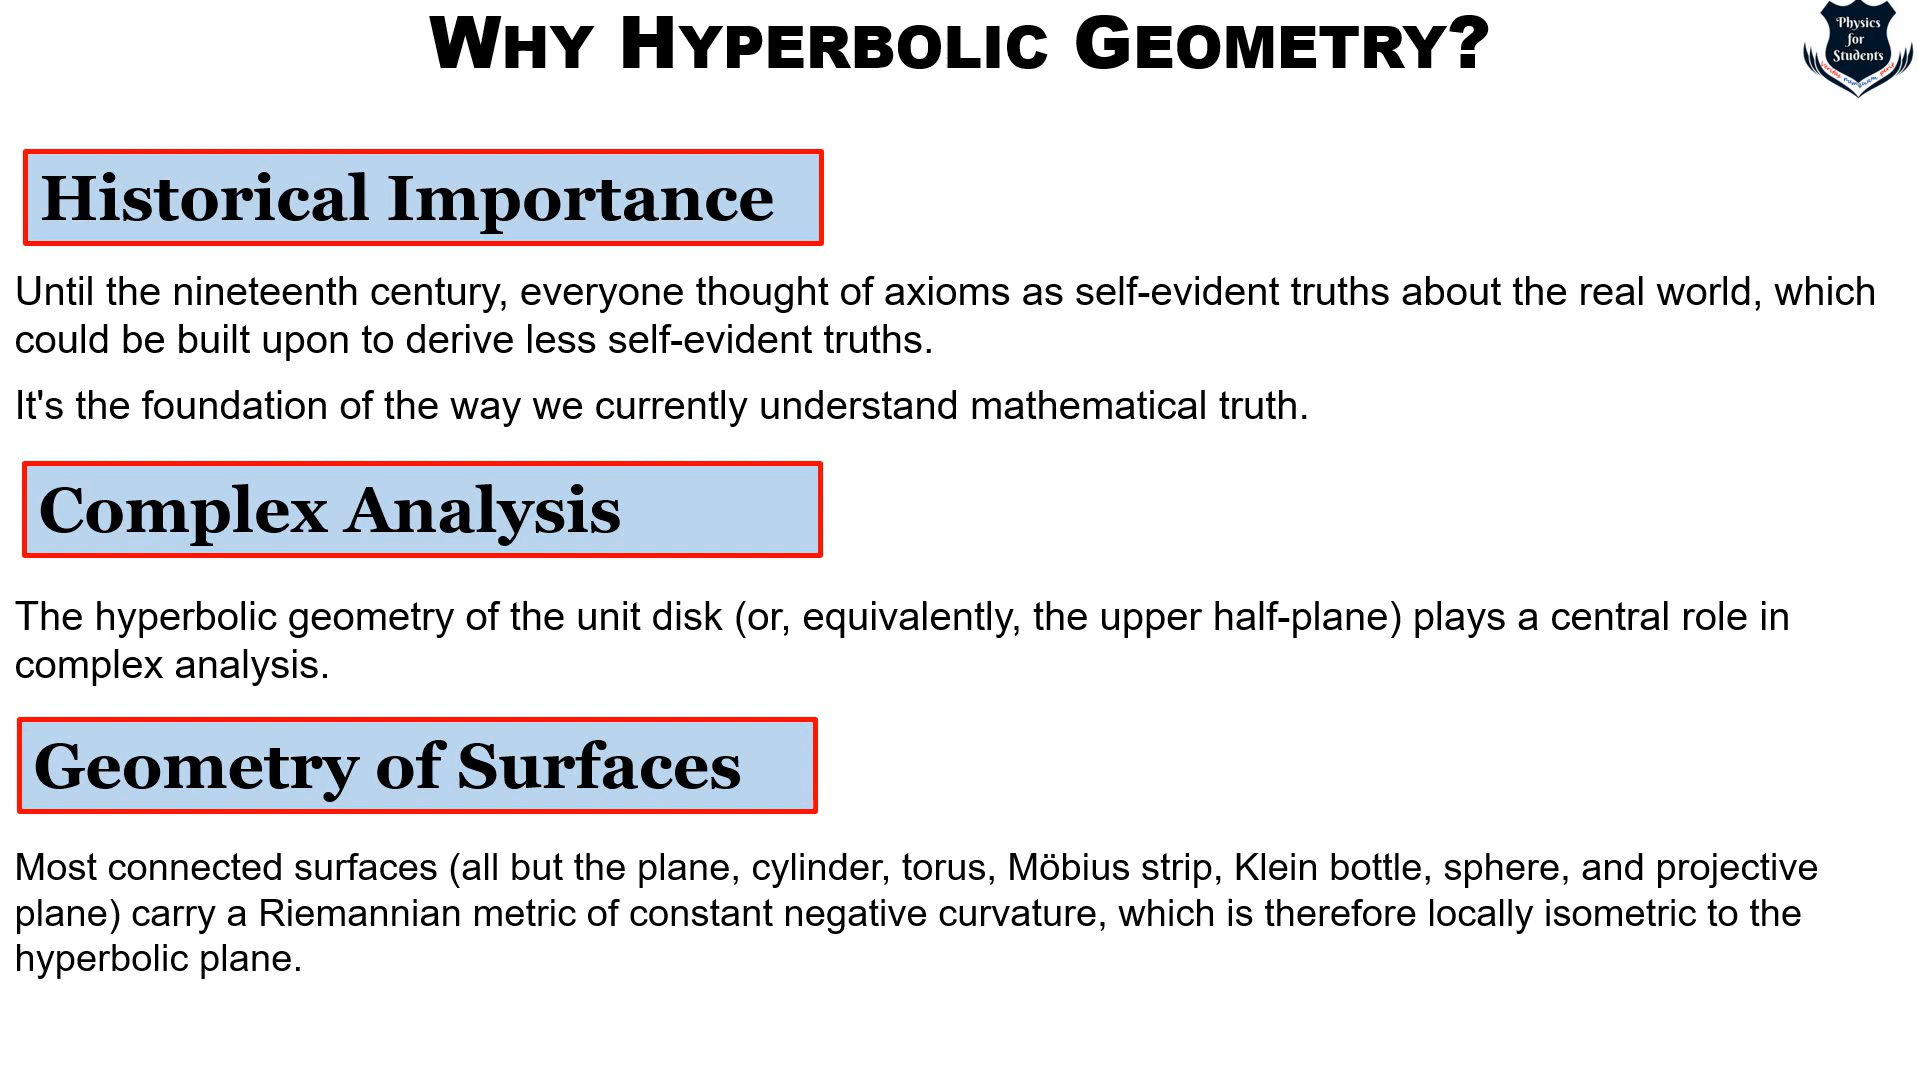 WHY HYPERBOLIC GEOMETRY?
Physics
for
Students
Historical Importance
Until the nineteenth century, everyone thought of axioms as self-evident truths about the real world, which
could be built upon to derive less self-evident truths.
It's the foundation of the way we currently understand mathematical truth.
Complex Analysis
The hyperbolic geometry of the unit disk (or, equivalently, the upper half-plane) plays a central role in
complex analysis.
Geometry of Surfaces
Most connected surfaces (all but the plane, cylinder, torus, Möbius strip, Klein bottle, sphere, and projective
plane) carry a Riemannian metric of constant negative curvature, which is therefore locally isometric to the
hyperbolic plane.